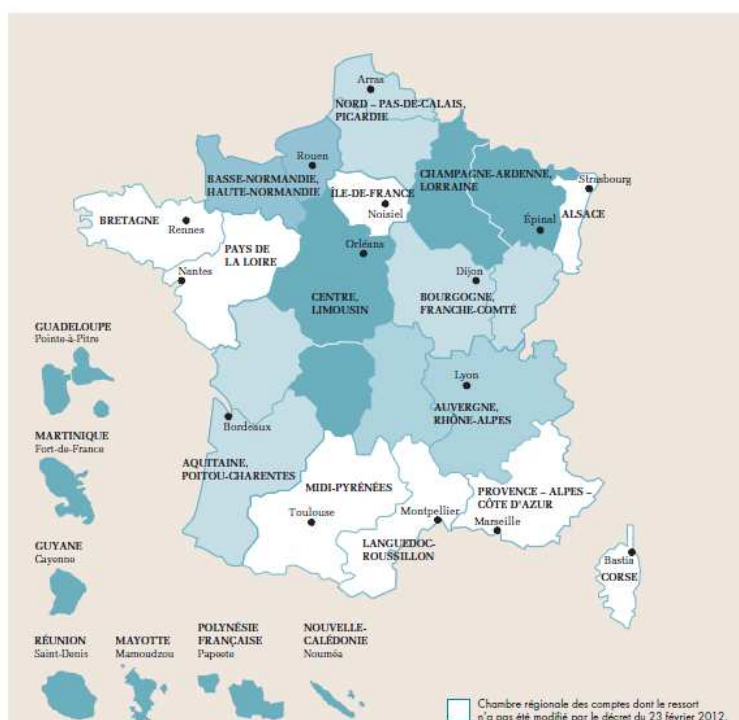 Arras
NORD – PAS-DE-CALAIS,
PICARDIE
Rouen
BASSE-NORMANDIE,
HAUTE-NORMANDIE
CHAMPAGNE-ARDENNE,
LORRAINE
ÎLE-DE-FRANCE
Noisiel
Strasbourg
ALSACE
Épinal
BRETAGNE
Rennes
PAYS DE
LA LOIRE
Nantes
Orléans
CENTRE,
LIMOUSIN
Dijon
BOURGOGNE,
FRANCHE-COMTÉ
GUADELOUPE
Pointe-à-Pitre
Lyon
AUVERGNE,
RHÔNE-ALPES
Bordeaux
AQUITAINE,
POITOU-CHARENTES
MARTINIQUE
Fort-de-France
MIDI-PYRÉNÉES
Toulouse
Montpellier
LANGUEDOC-
ROUSSILLON
PROVENCE – ALPES –
CÔTE D'AZUR
Marseille
GUYANE
Cayenne
Bastia
CORSE
RÉUNION
Saint-Denis
MAYOTTE
Mamoudzou
POLYNÉSIE
FRANÇAISE
Papeete
NOUVELLE-
CALÉDONIE
Nouméa
Chambre régionale des comptes dont le ressort
n'a pas été modifié par le décret du 23 février 2012.